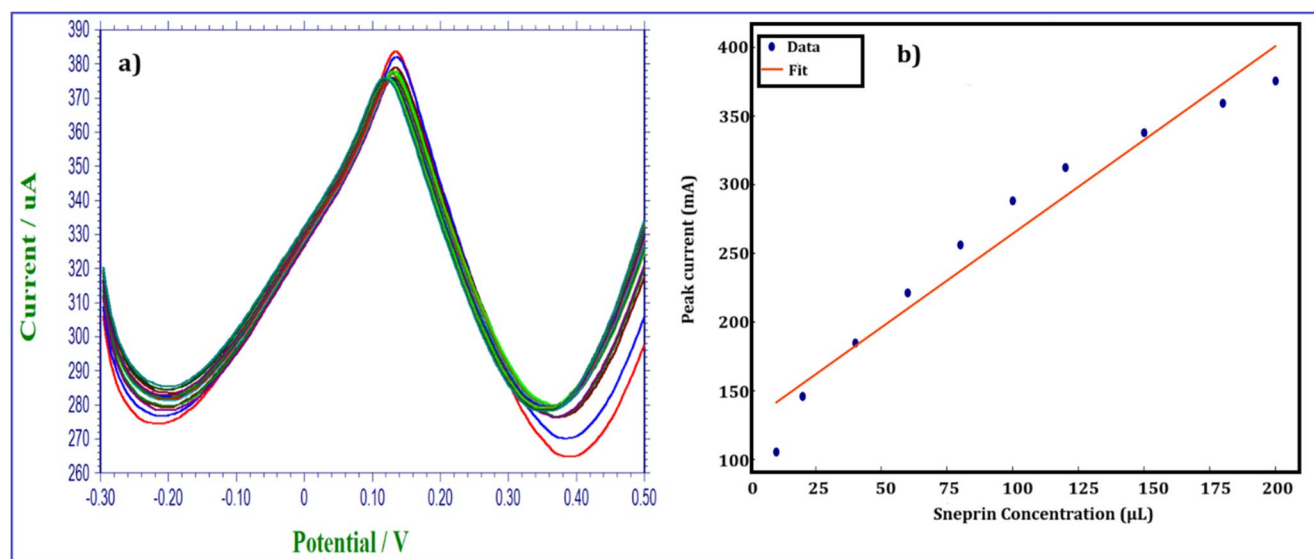 a)
390
380
370
360
350
340
330
320
310
300
290
280
270
260
-0.30 -0.20 -0.10 0 0.10 0.20 0.30 0.40 0.50
Current / uA
Potential / V
b)
Data
Fit
400
350
300
250
200
150
100
0 25 50 75 100 125 150 175 200
Peak current (mA)
Sneprin Concentration (µL)